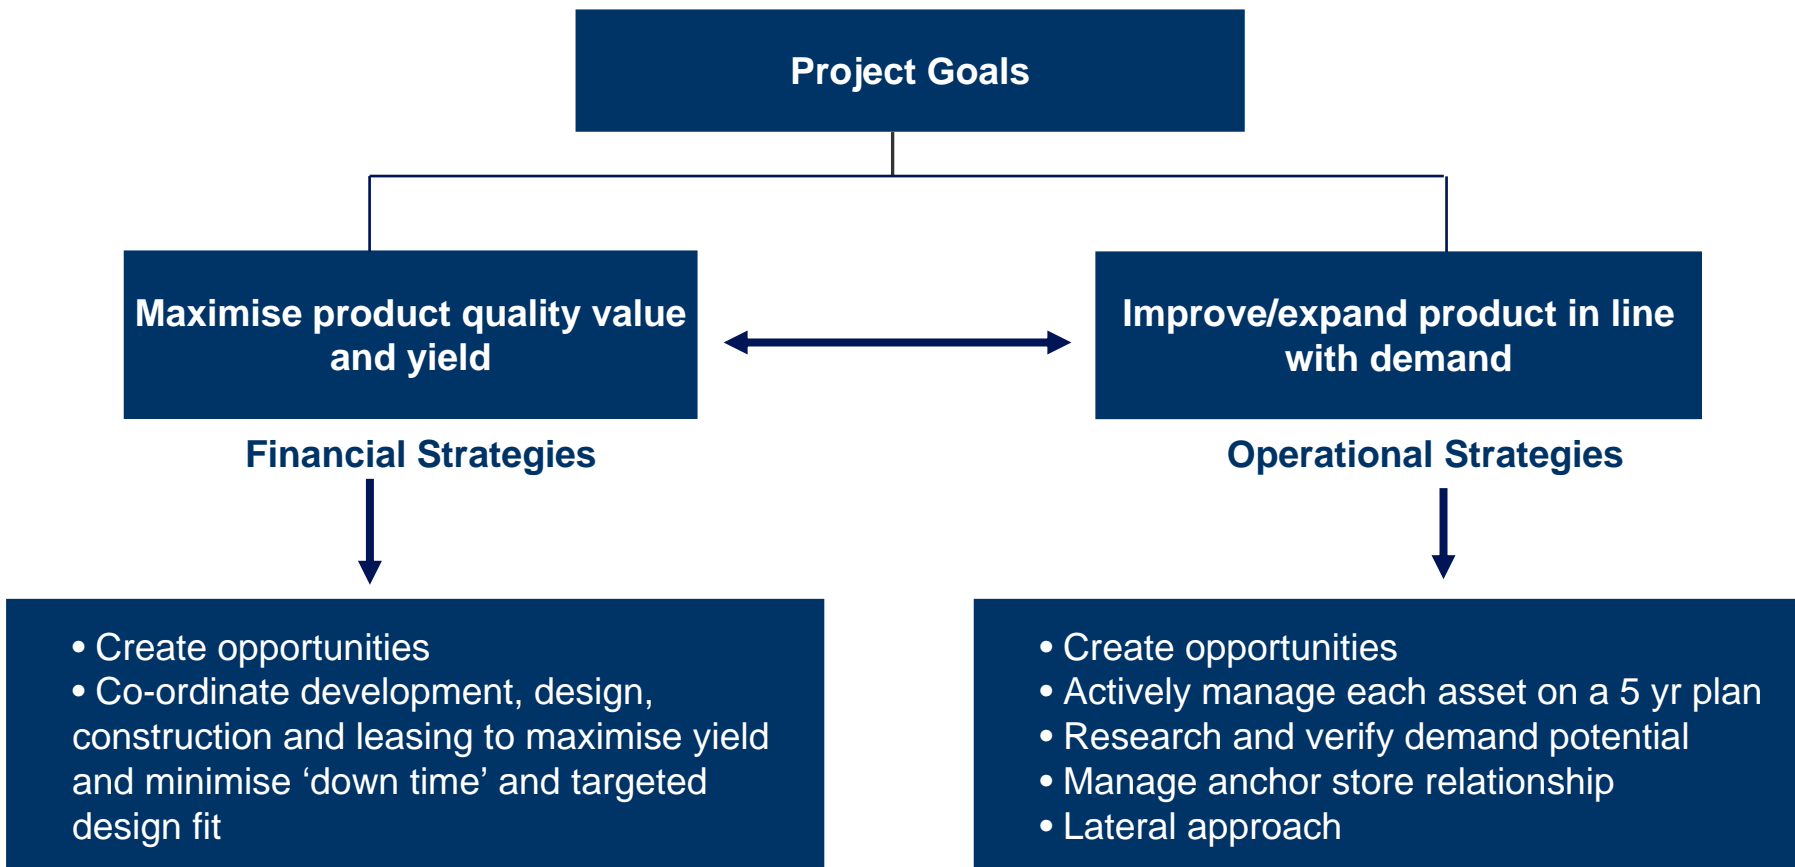 Project Goals
Maximise product quality value
and yield
Improve/expand product in line
with demand
Financial Strategies
Operational Strategies
• Create opportunities
• Co-ordinate development, design,
construction and leasing to maximise yield
and minimise ‘down time’ and targeted
design fit
• Create opportunities
• Actively manage each asset on a 5 yr plan
• Research and verify demand potential
• Manage anchor store relationship
• Lateral approach